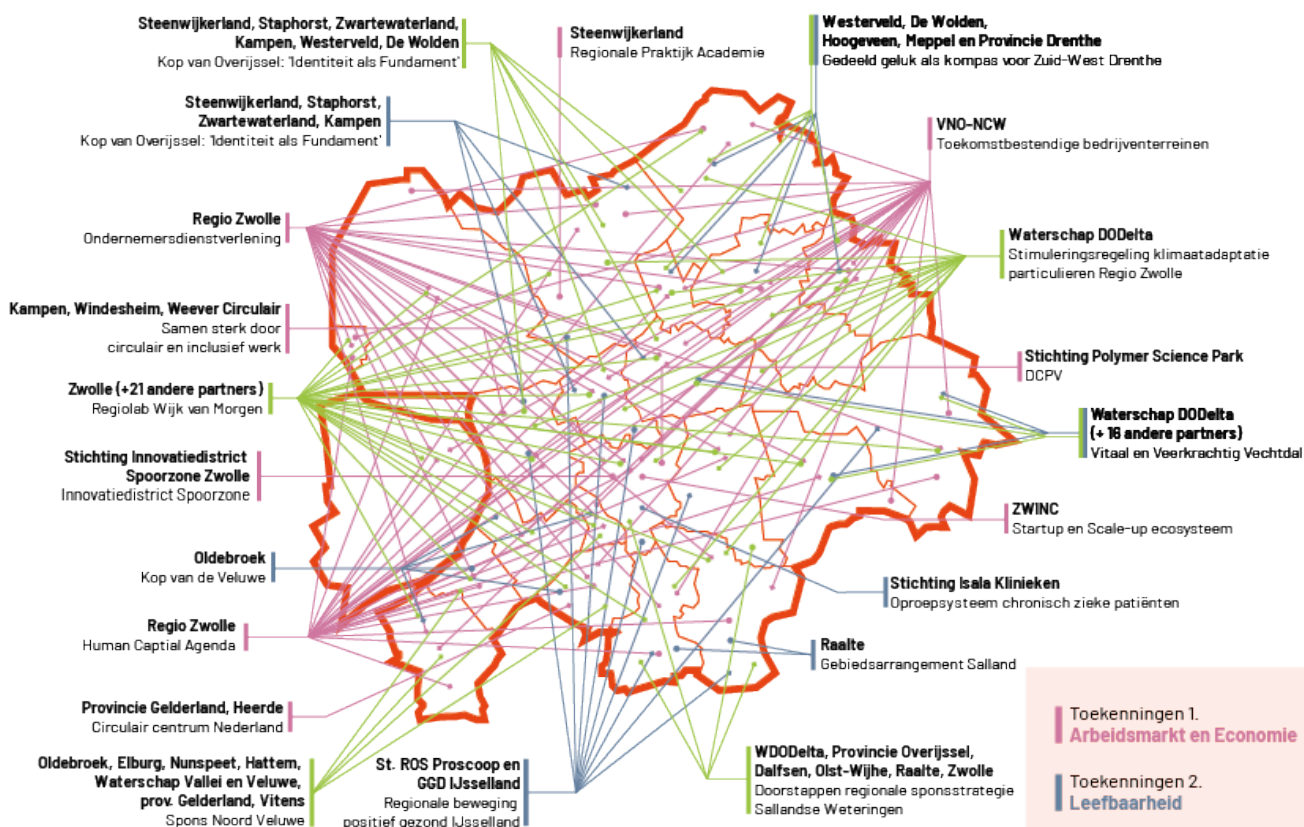 Steenwijkerland, Staphorst, Zwartewaterland,
Kampen, Westerveld, De Wolden
Kop van Overijssel: 'Identiteit als Fundament'
Steenwijkerland
Regionale Praktijk Academie
Westerveld, De Wolden,
Hoogeveen, Meppel en Provincie Drenthe
Gedeeld geluk als kompas voor Zuid-West Drenthe
Steenwijkerland, Staphorst,
Zwartewaterland, Kampen
Kop van Overijssel: 'Identiteit als Fundament'
VNO-NCW
Toekomstbestendige bedrijventerreinen
Regio Zwolle
Ondernemersdienstverlening
Waterschap DODelta
Stimuleringsregeling klimaatadaptatie
particulieren Regio Zwolle
Kampen, Windesheim, Weever Circulair
Samen sterk door
circulair en inclusief werk
Stichting Polymer Science Park
DCPV
Zwolle (+21 andere partners)
Regiolab Wijk van Morgen
Waterschap DODelta
(+ 16 andere partners)
Vitaal en Veerkrachtig Vechtdal
Stichting Innovatiedistrict
Spoorzone Zwolle
Innovatiedistrict Spoorzone
ZWINC
Startup en Scale-up ecosysteem
Oldebroek
Kop van de Veluwe
Stichting Isala Klinieken
Oproepsysteem chronisch zieke patiënten
Regio Zwolle
Human Captial Agenda
Raalte
Gebiedsarrangement Salland
Provincie Gelderland, Heerde
Circulair centrum Nederland
Oldebroek, Elburg, Nunspeet, Hattem,
Waterschap Vallei en Veluwe,
prov. Gelderland, Vitens
Spons Noord Veluwe
St. ROS Proscoop en
GGD IJsselland
Regionale beweging
positief gezond IJsselland
WDODelta, Provincie Overijssel,
Dalfsen, Olst-Wijhe, Raalte, Zwolle
Doorstappen regionale sponsstrategie
Sallandse Weteringen
Toekenningen 1.
Arbeidsmarkt en Economie
Toekenningen 2.
Leefbaarheid